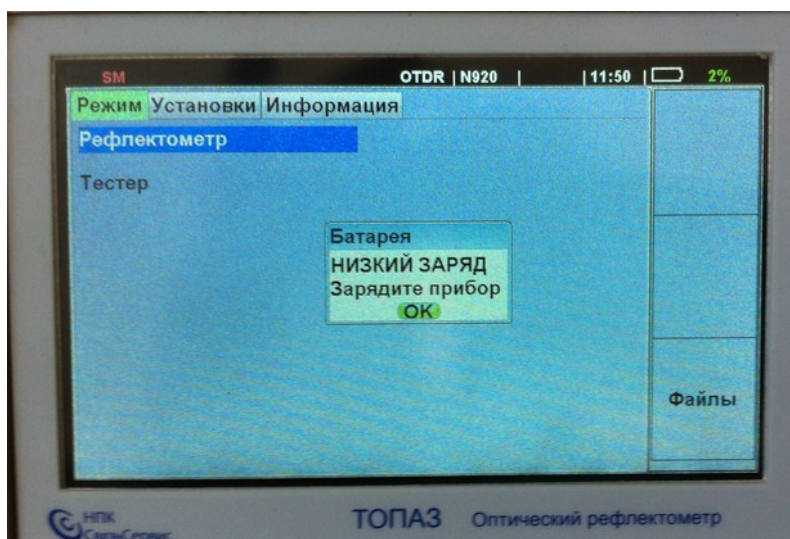 SM OTDR | N920 | | 11:50 | 2%
Режим Установки Информация
Рефлектометр
Тестер
Батарея
НИЗКИЙ ЗАРЯД
Зарядите прибор
OK
Файлы
НПК
СвязьСервис
ТОПАЗ Оптический рефлектометр